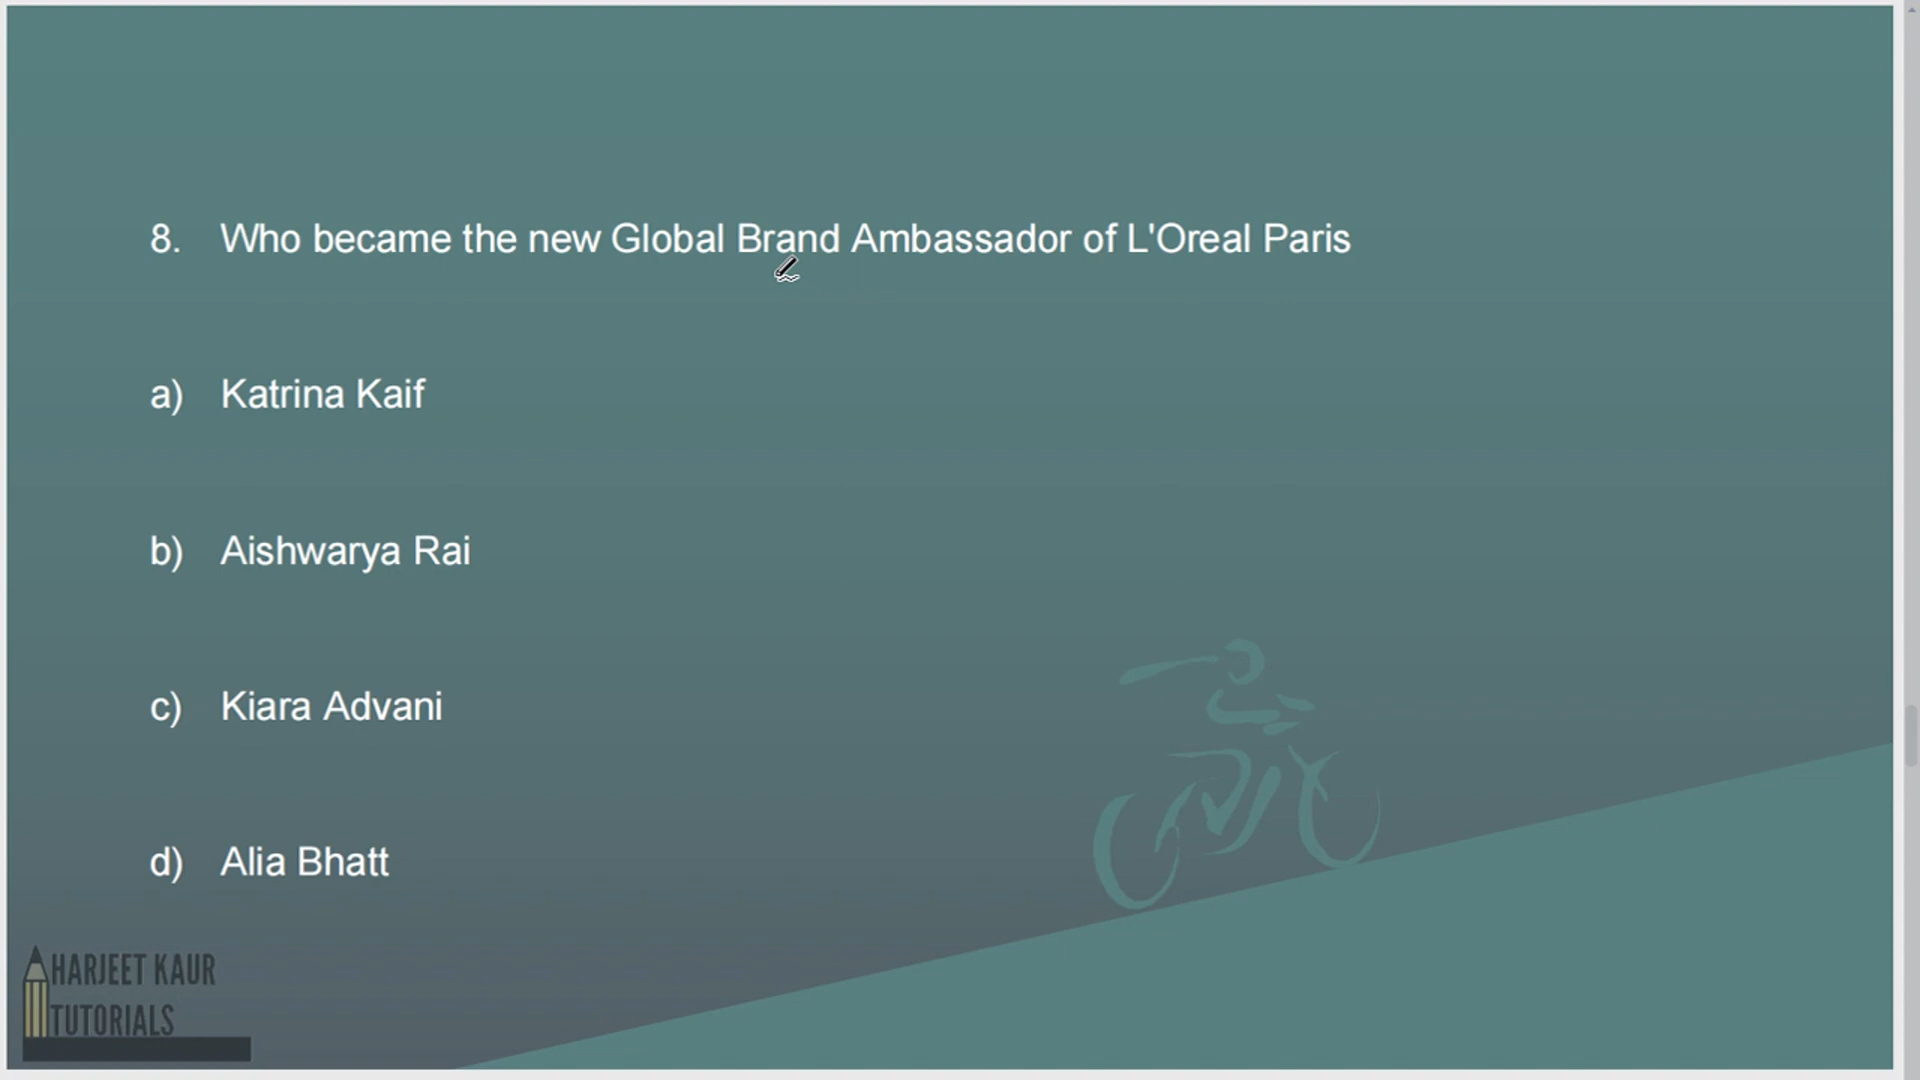 8. Who became the new Global Brand Ambassador of L'Oreal Paris
a) Katrina Kaif
b) Aishwarya Rai
c) Kiara Advani
d) Alia Bhatt
HARJEET KAUR
TUTORIALS